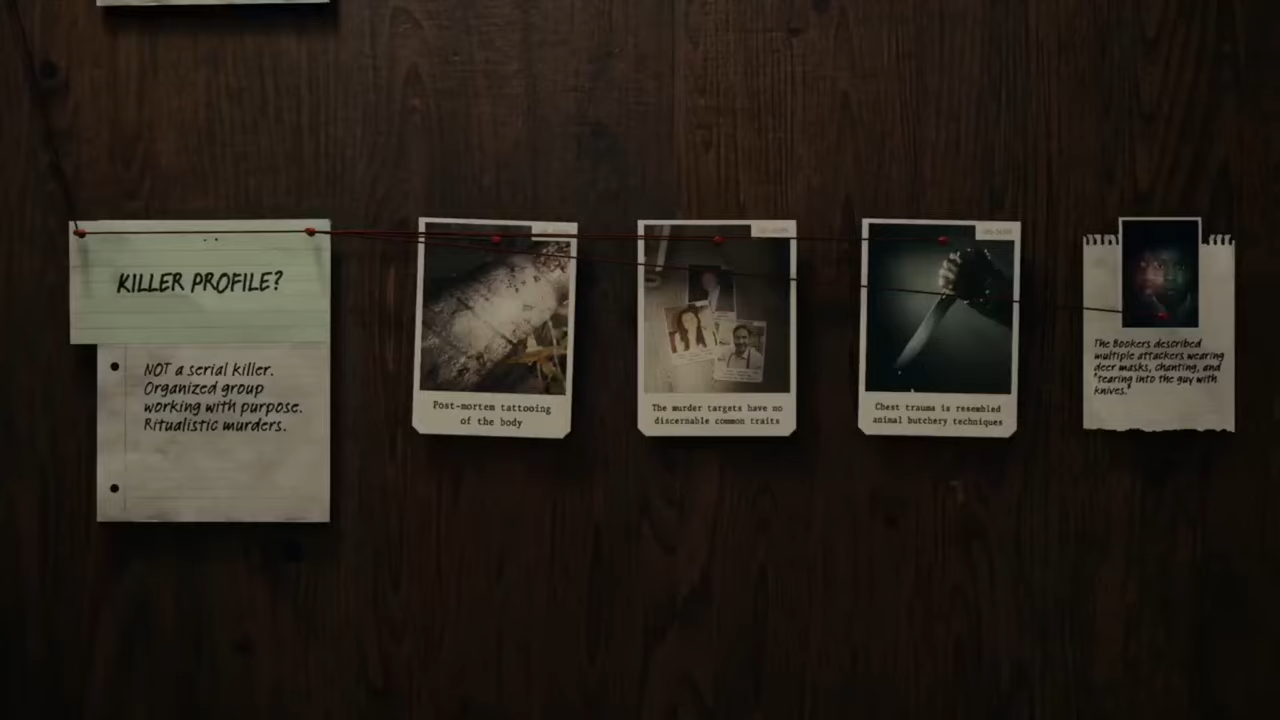 KILLER PROFILE?
NOT a serial killer.
Organized group
working with purpose.
Ritualistic murders.
Post-mortem tattooing
of the body
The murder targets have no
discernable common traits
Chest trauma is resembled
animal butchery techniques
The Bookers described
multiple attackers wearing
deer masks, chanting, and
"tearing into the guy with
knives."